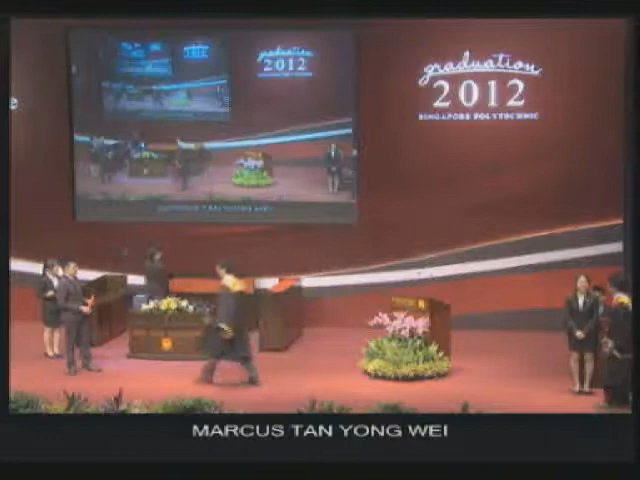 graduation
2012
graduation
2012
SINGAPORE POLYTECHNIC
e
MARCUS TAN YONG WEI